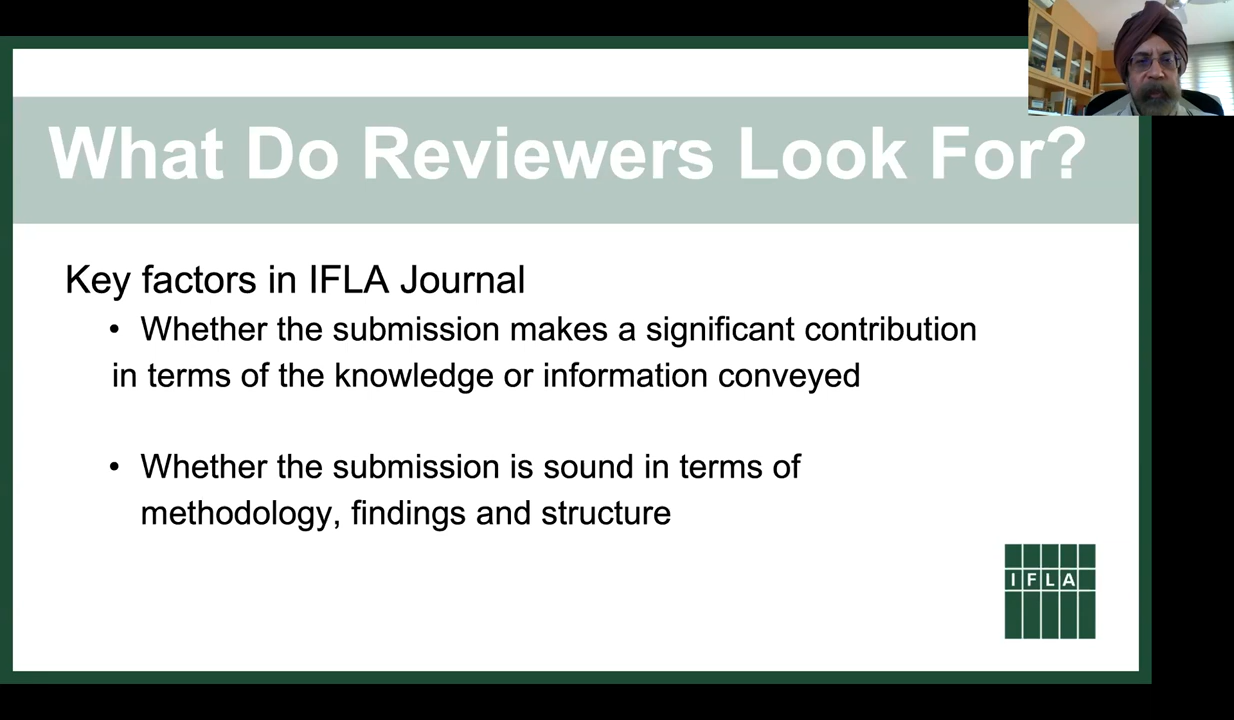 What Do Reviewers Look For?
Key factors in IFLA Journal
• Whether the submission makes a significant contribution
in terms of the knowledge or information conveyed
• Whether the submission is sound in terms of
methodology, findings and structure
IFLA